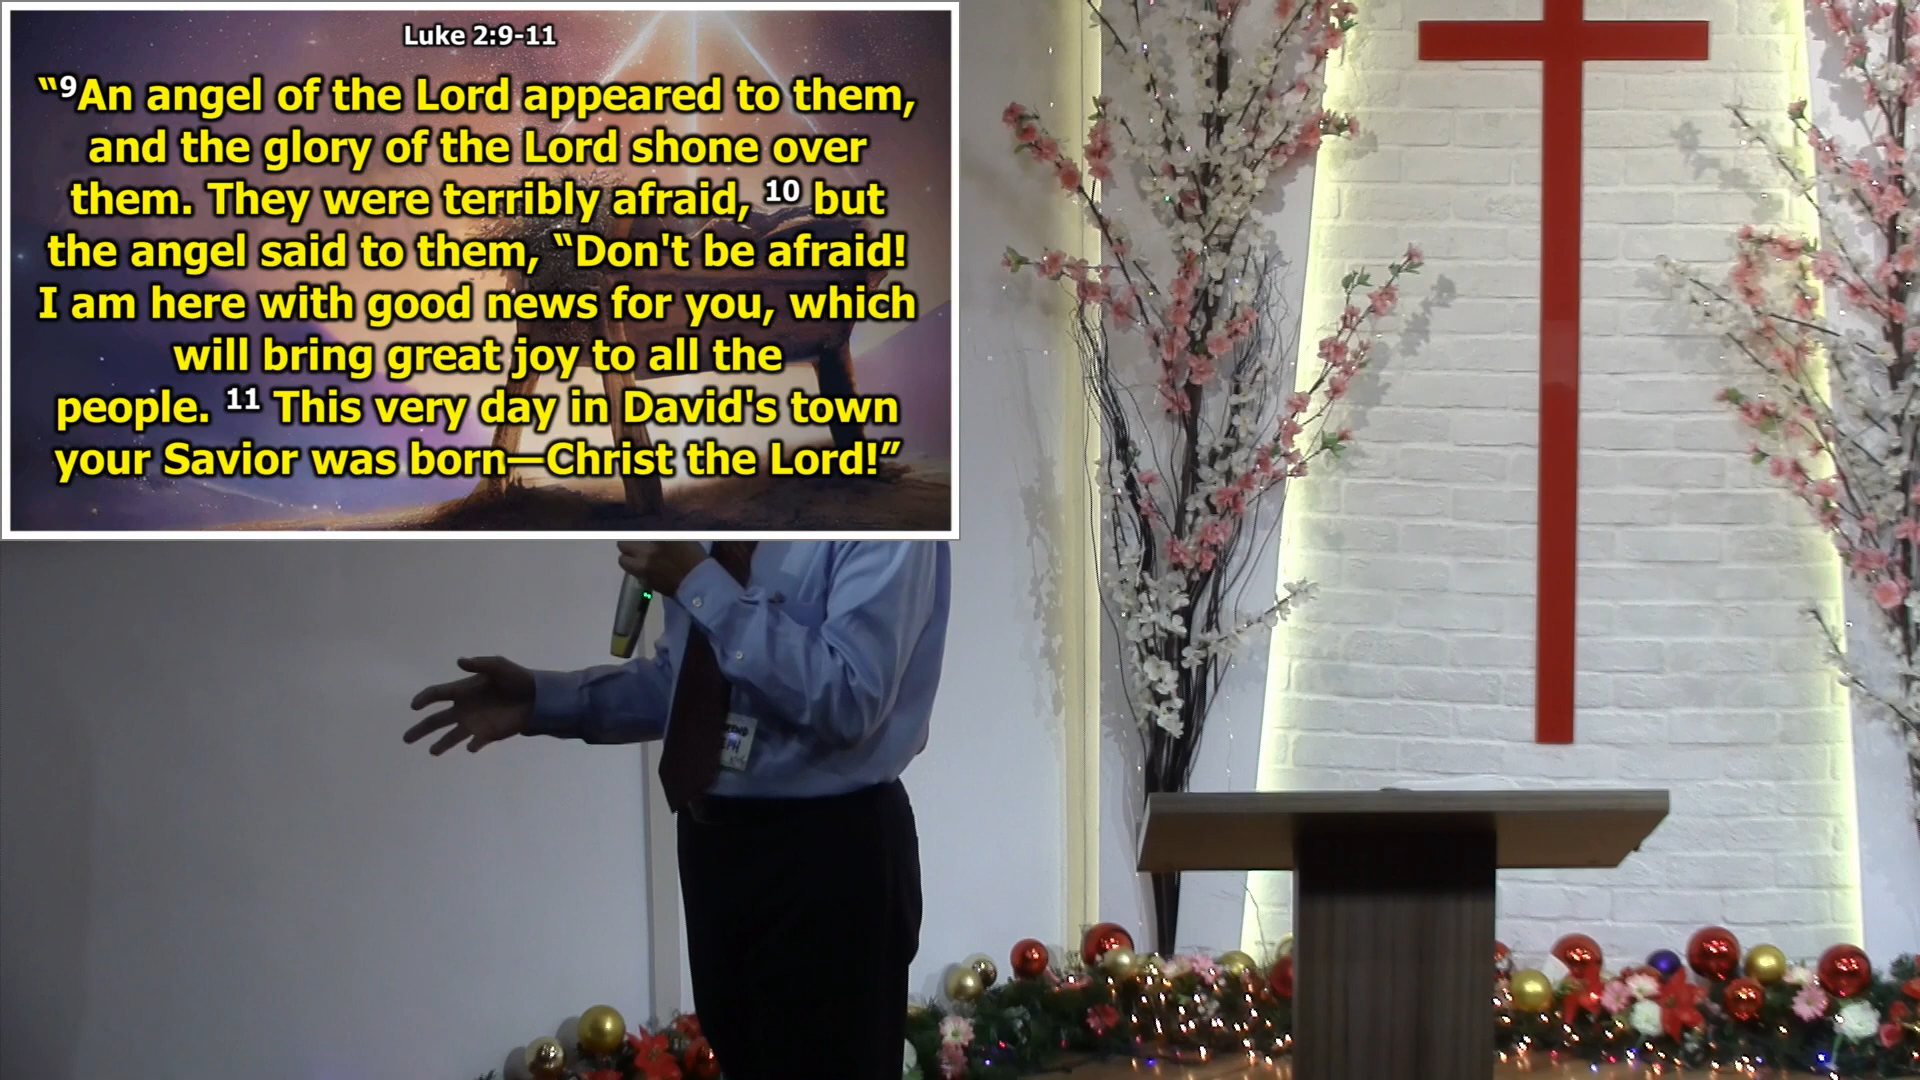 Luke 2:9-11
“9An angel of the Lord appeared to them,
and the glory of the Lord shone over
them. They were terribly afraid, 10 but
the angel said to them, “Don't be afraid!
I am here with good news for you, which
will bring great joy to all the
people. 11 This very day in David's town
your Savior was born—Christ the Lord!”